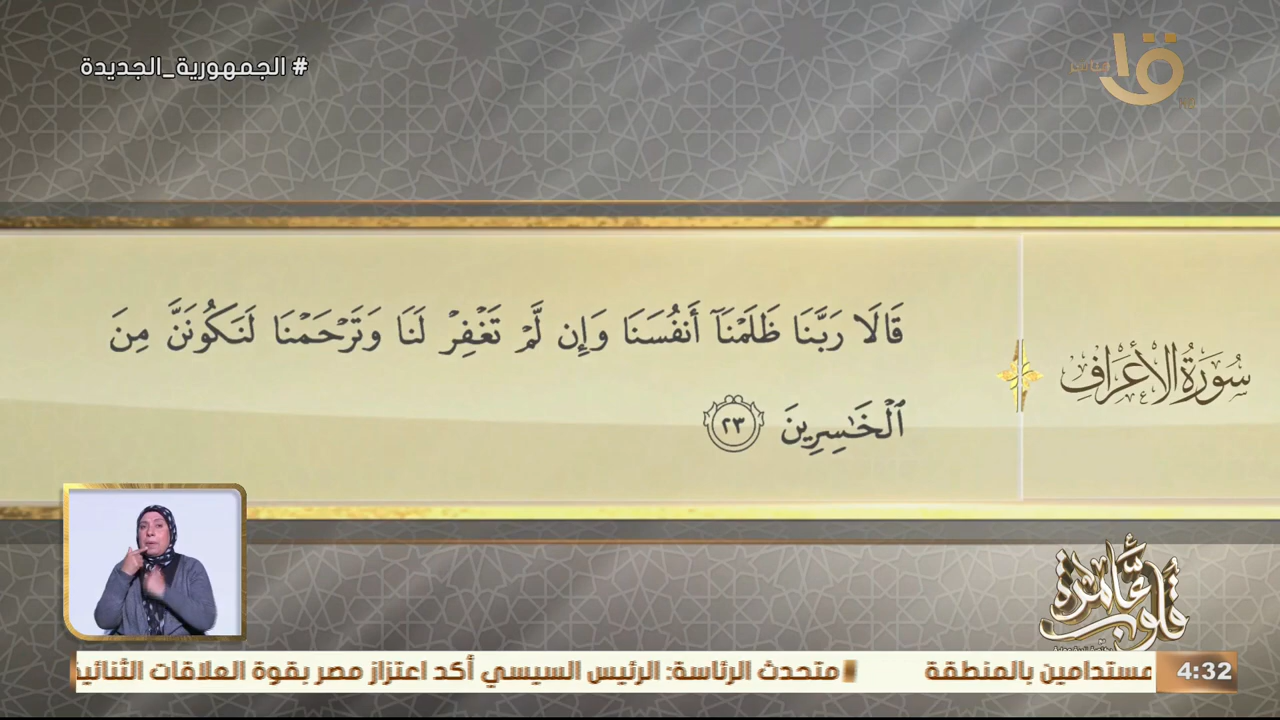 # الجمهورية_الجديدة
قَالَا رَبَّنَا ظَلَمْنَآ أَنفُسَنَا وَإِن لَّمْ تَغْفِرْ لَنَا وَتَرْحَمْنَا لَنَكُونَنَّ مِنَ
ٱلْخَـٰسِرِينَ ٢٣
سُورَةُ الأَعْرَافِ
قلوب عامرة
مستدامين بالمنطقة
متحدث الرئاسة: الرئيس السيسي أكد اعتزاز مصر بقوة العلاقات الثنائية
4:32